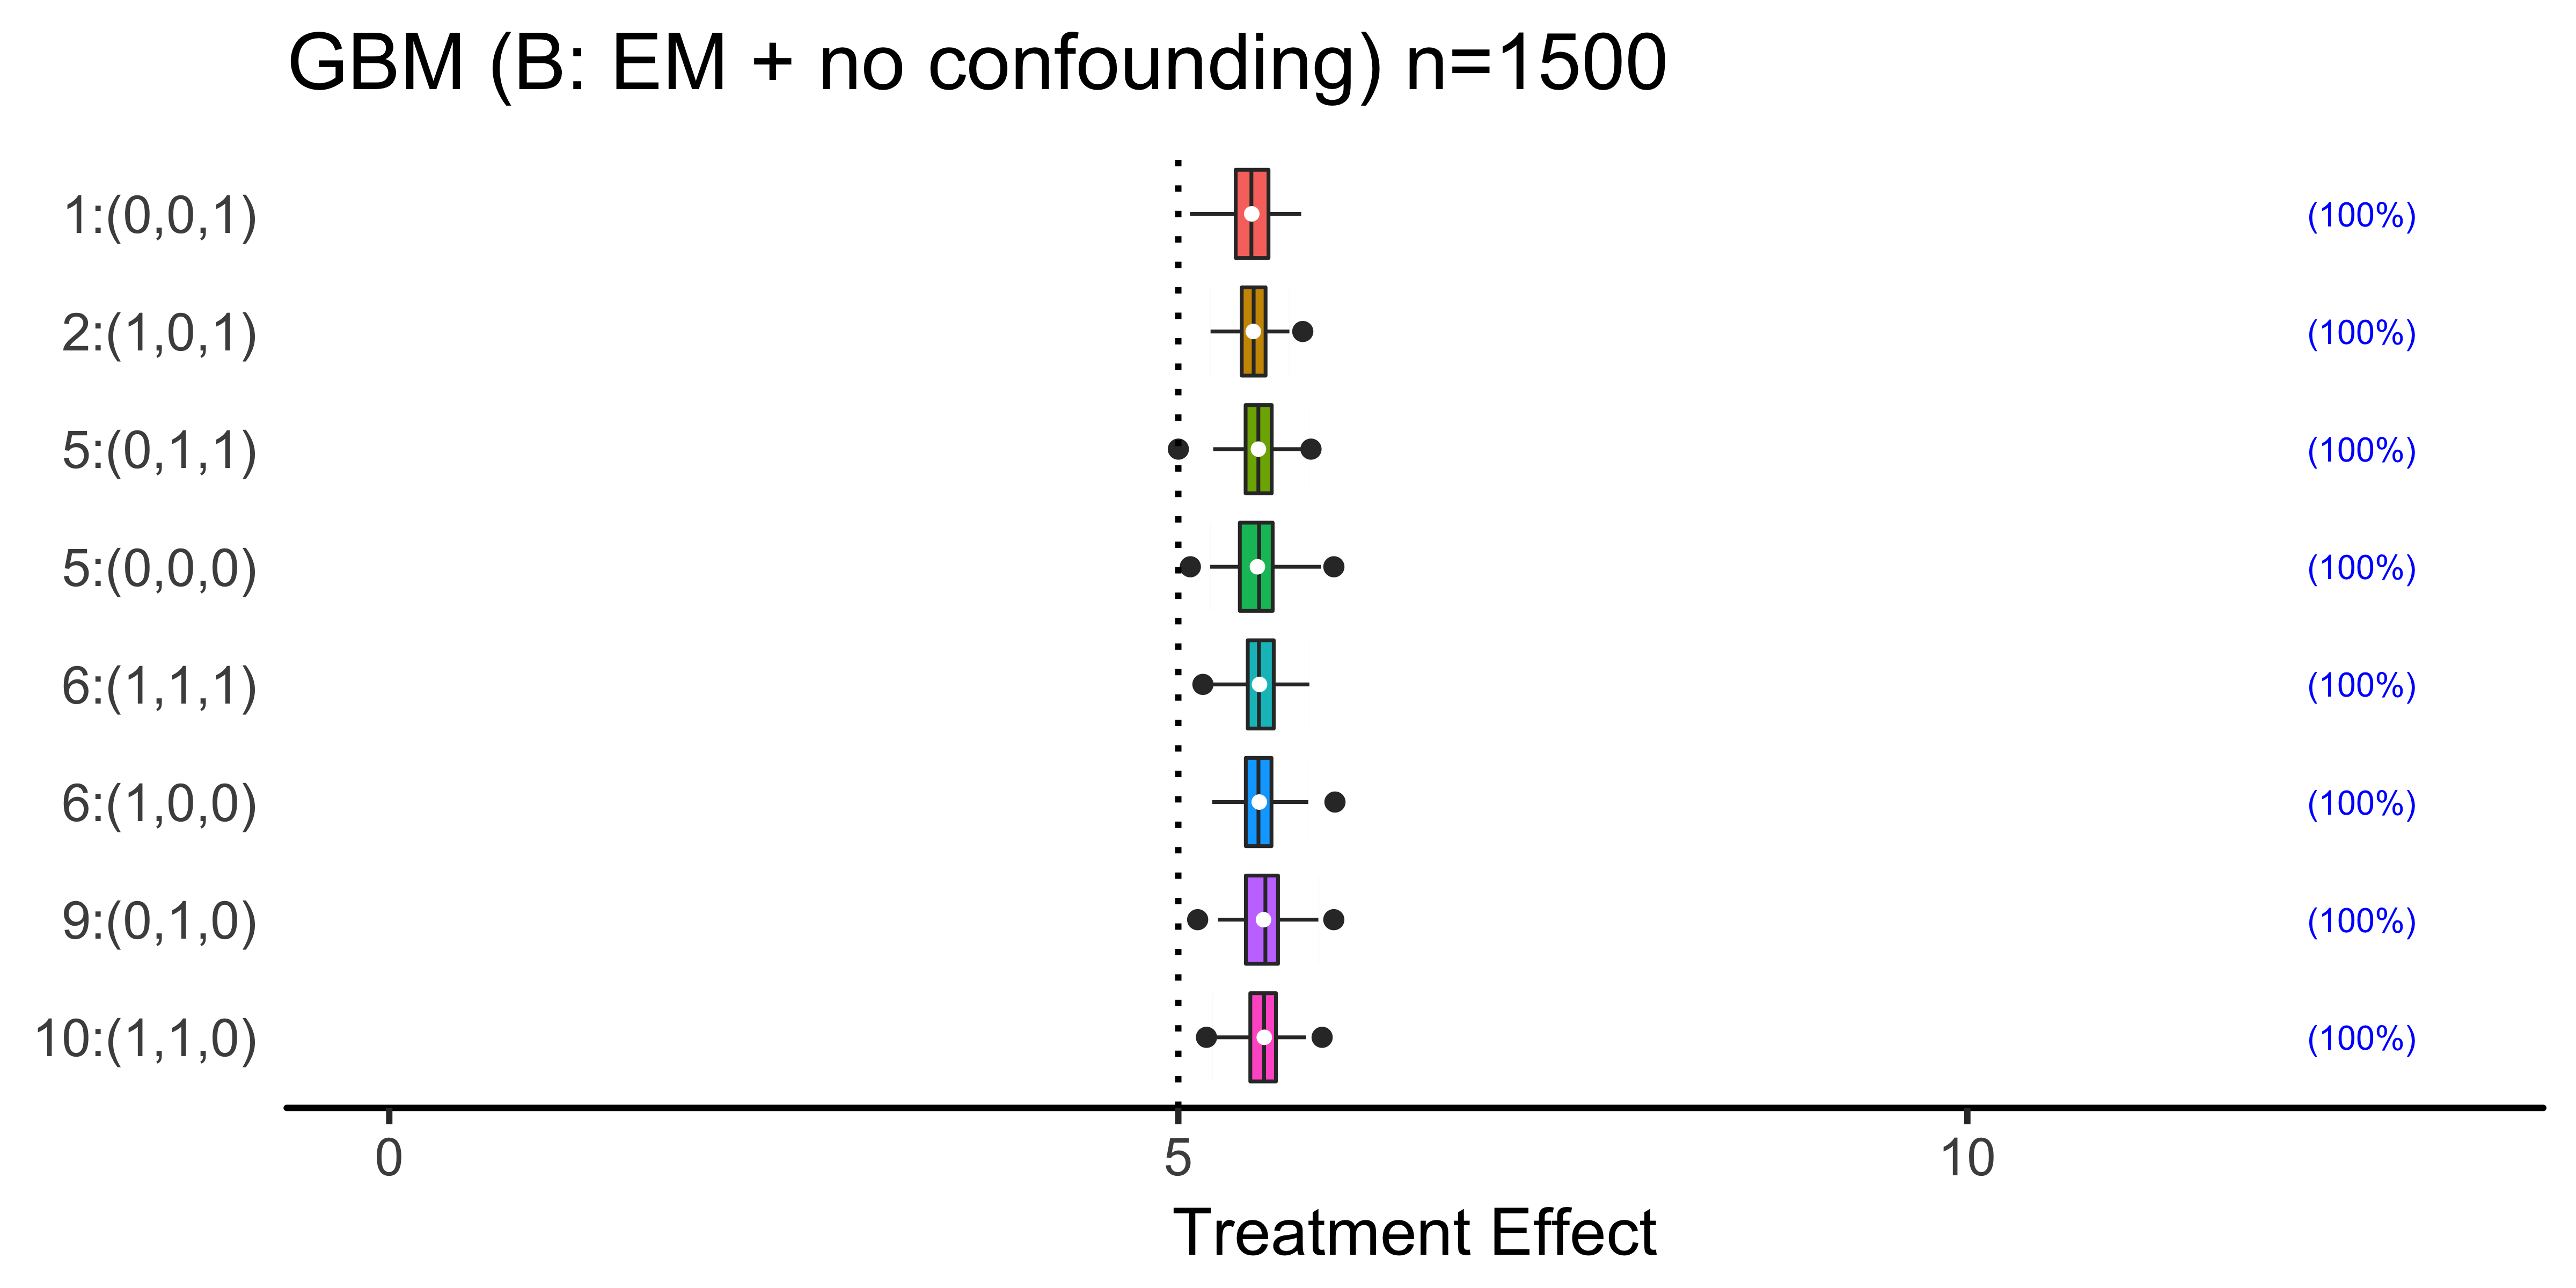 GBM (B: EM + no confounding) n=1500
1:(0,0,1) (100%)
2:(1,0,1) (100%)
5:(0,1,1) (100%)
5:(0,0,0) (100%)
6:(1,1,1) (100%)
6:(1,0,0) (100%)
9:(0,1,0) (100%)
10:(1,1,0) (100%)
0 5 10
Treatment Effect